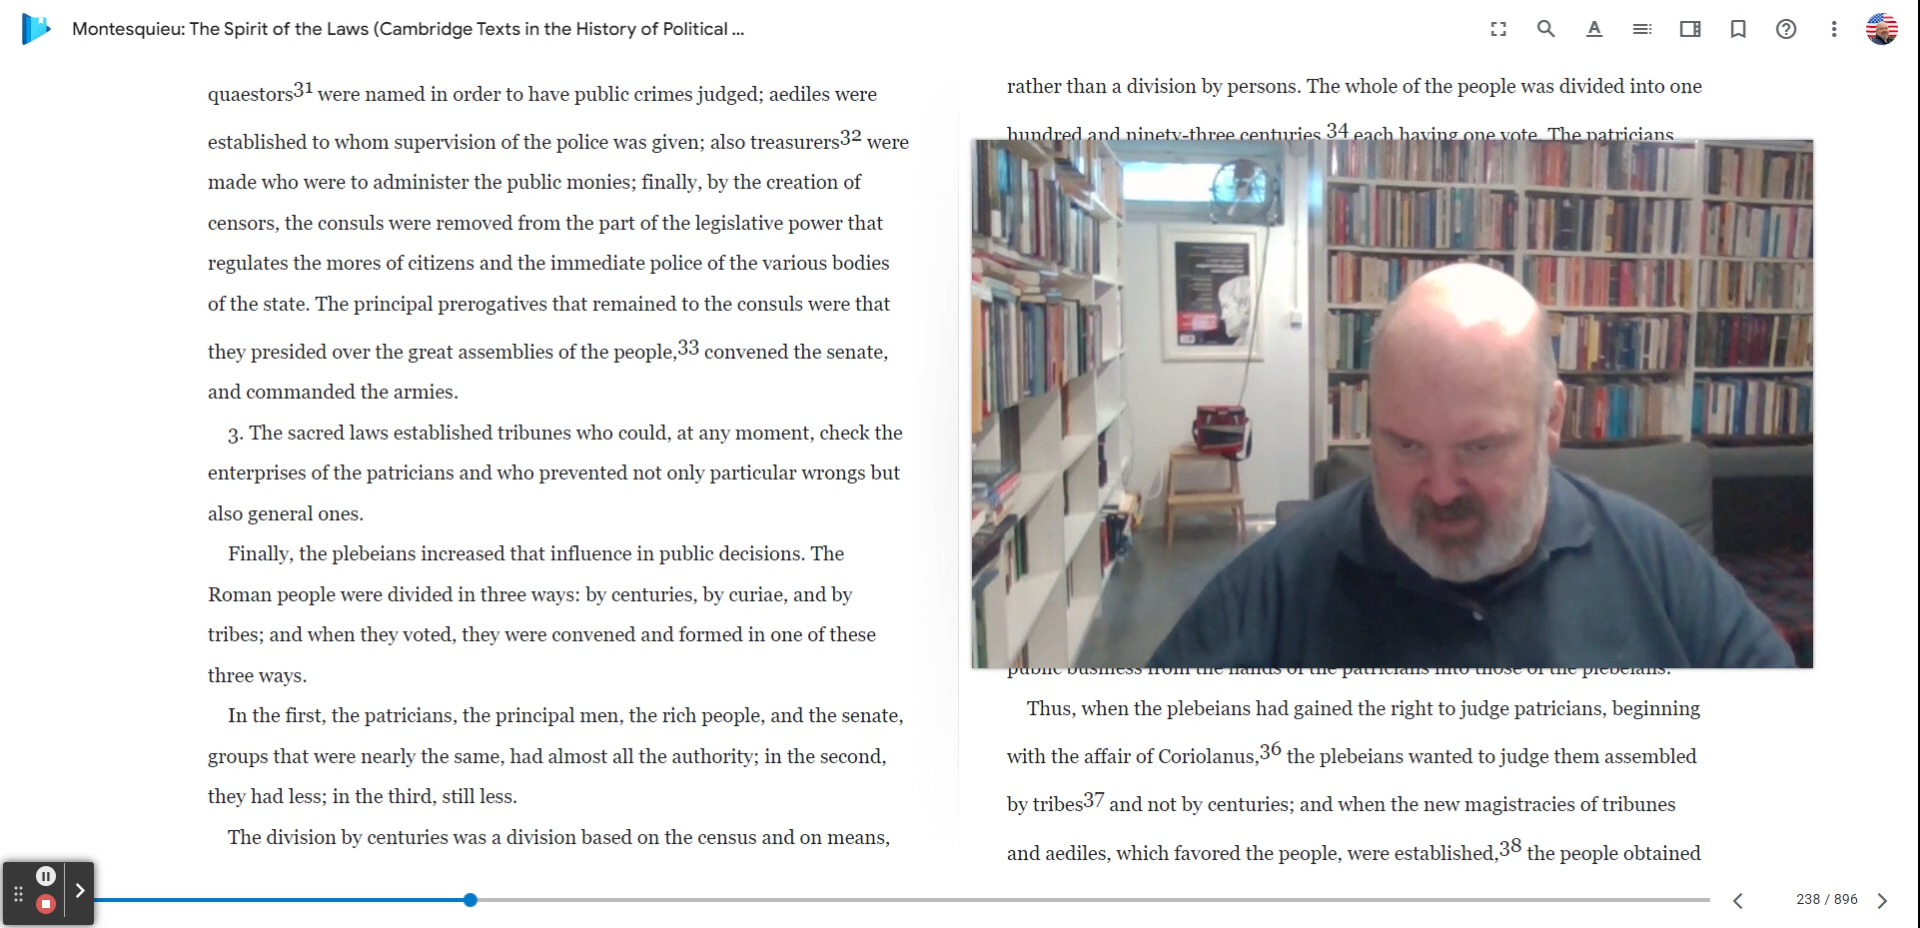 Montesquieu: The Spirit of the Laws (Cambridge Texts in the History of Political ...
quaestors31 were named in order to have public crimes judged; aediles were
established to whom supervision of the police was given; also treasurers32 were
made who were to administer the public monies; finally, by the creation of
censors, the consuls were removed from the part of the legislative power that
regulates the mores of citizens and the immediate police of the various bodies
of the state. The principal prerogatives that remained to the consuls were that
they presided over the great assemblies of the people,33 convened the senate,
and commanded the armies.
3. The sacred laws established tribunes who could, at any moment, check the
enterprises of the patricians and who prevented not only particular wrongs but
also general ones.
Finally, the plebeians increased that influence in public decisions. The
Roman people were divided in three ways: by centuries, by curiae, and by
tribes; and when they voted, they were convened and formed in one of these
three ways.
In the first, the patricians, the principal men, the rich people, and the senate,
groups that were nearly the same, had almost all the authority; in the second,
they had less; in the third, still less.
The division by centuries was a division based on the census and on means,
rather than a division by persons. The whole of the people was divided into one
hundred and ninety-three centuries,34 each having one vote. The patricians
public business from the hands of the patricians into those of the plebeians.
Thus, when the plebeians had gained the right to judge patricians, beginning
with the affair of Coriolanus,36 the plebeians wanted to judge them assembled
by tribes37 and not by centuries; and when the new magistracies of tribunes
and aediles, which favored the people, were established,38 the people obtained
238 / 896